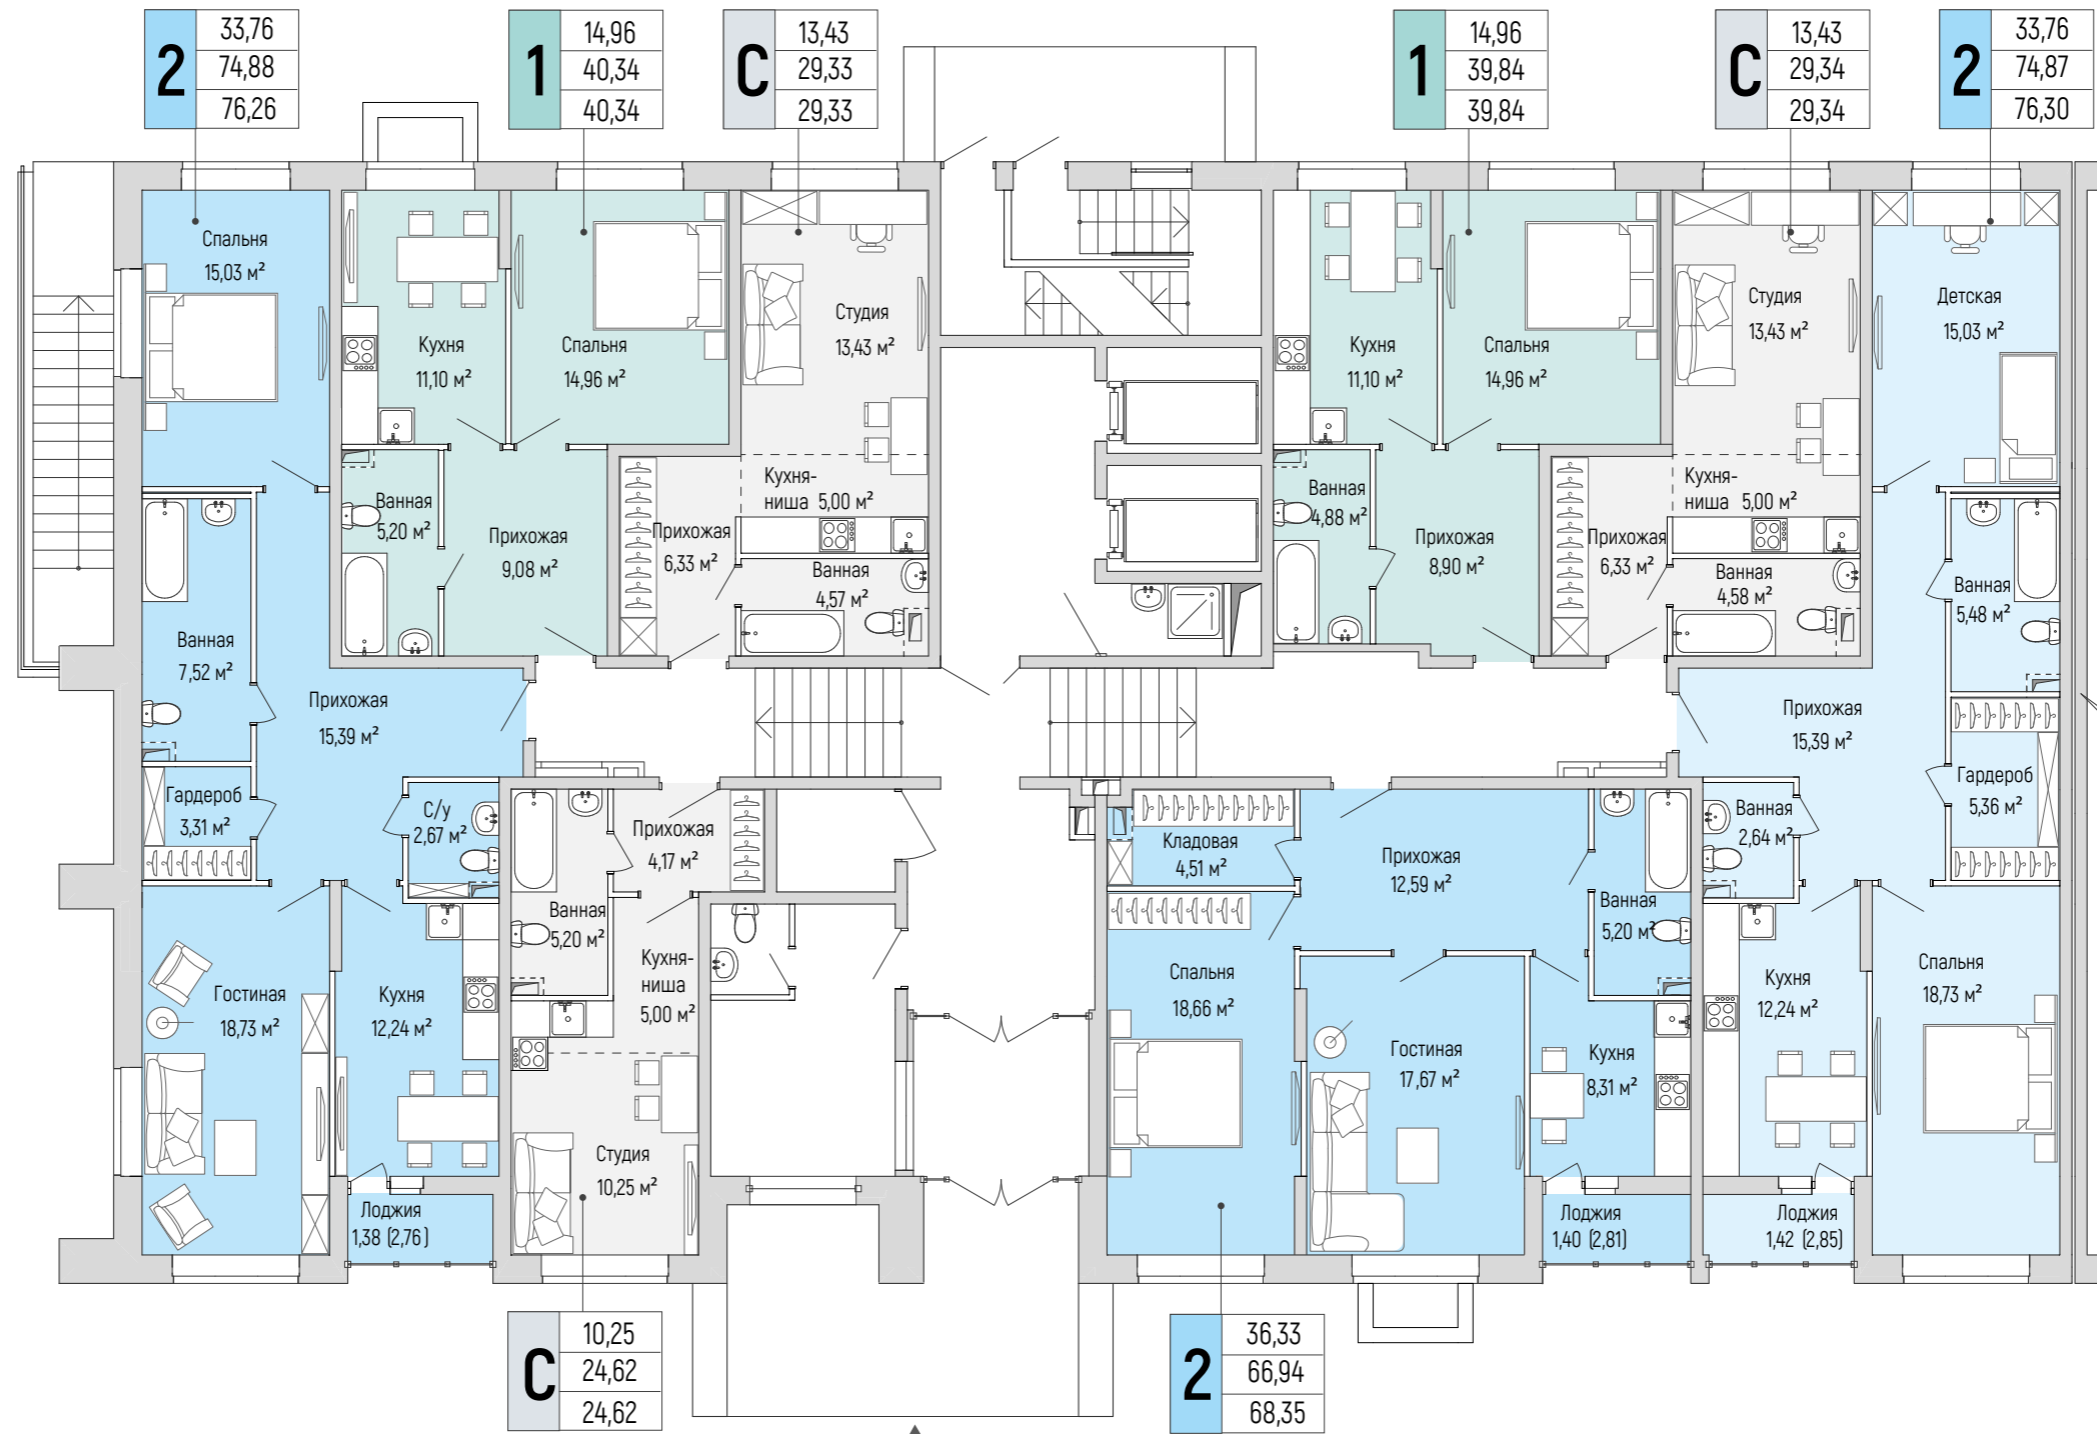 2
33,76
74,88
76,26
1
14,96
40,34
40,34
С
13,43
29,33
29,33
1
14,96
39,84
39,84
С
13,43
29,34
29,34
2
33,76
74,87
76,30
Спальня
15,03 м²
Кухня
11,10 м²
Спальня
14,96 м²
Студия
13,43 м²
Кухня-
ниша 5,00 м²
Ванная
5,20 м²
Прихожая
9,08 м²
Прихожая
6,33 м²
Ванная
4,57 м²
Кухня
11,10 м²
Спальня
14,96 м²
Студия
13,43 м²
Детская
15,03 м²
Кухня-
ниша 5,00 м²
Ванная
4,88 м²
Прихожая
8,90 м²
Прихожая
6,33 м²
Ванная
4,58 м²
Ванная
5,48 м²
Ванная
7,52 м²
Прихожая
15,39 м²
Гардероб
3,31 м²
С/у
2,67 м²
Прихожая
4,17 м²
Ванная
5,20 м²
Кухня-
ниша
5,00 м²
Гостиная
18,73 м²
Кухня
12,24 м²
Студия
10,25 м²
Лоджия
1,38 (2,76)
Прихожая
15,39 м²
Гардероб
5,36 м²
Ванная
2,64 м²
Кладовая
4,51 м²
Прихожая
12,59 м²
Ванная
5,20 м²
Спальня
18,66 м²
Гостиная
17,67 м²
Кухня
8,31 м²
Кухня
12,24 м²
Спальня
18,73 м²
Лоджия
1,40 (2,81)
Лоджия
1,42 (2,85)
С
10,25
24,62
24,62
2
36,33
66,94
68,35